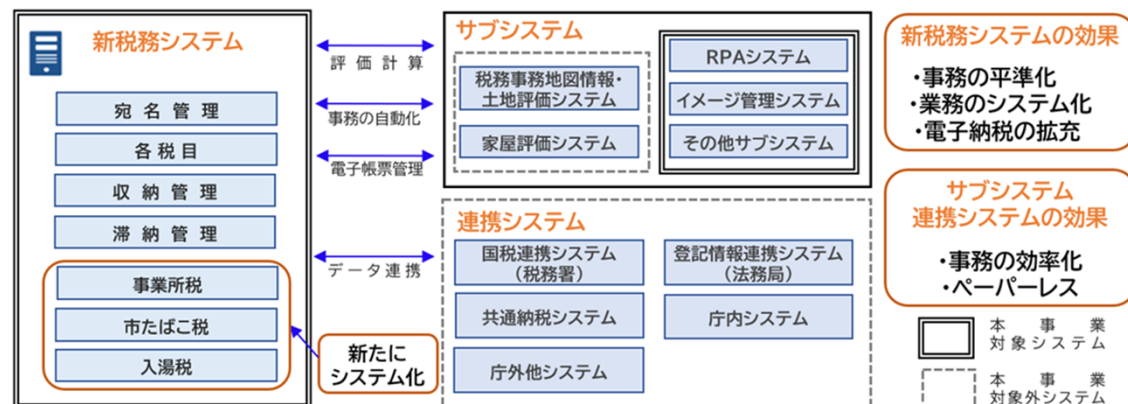 新税務システム
宛名管理
各税目
収納管理
滞納管理
事業所税
市たばこ税
入湯税
評価計算
事務の自動化
電子帳票管理
データ連携
新たに
システム化
サブシステム
税務事務地図情報・
土地評価システム
家屋評価システム
RPAシステム
イメージ管理システム
その他サブシステム
連携システム
国税連携システム
（税務署）
登記情報連携システム
（法務局）
共通納税システム
庁内システム
庁外他システム
新税務システムの効果
・事務の平準化
・業務のシステム化
・電子納税の拡充
サブシステム
連携システムの効果
・事務の効率化
・ペーパーレス
本事業
対象システム
本事業
対象外システム